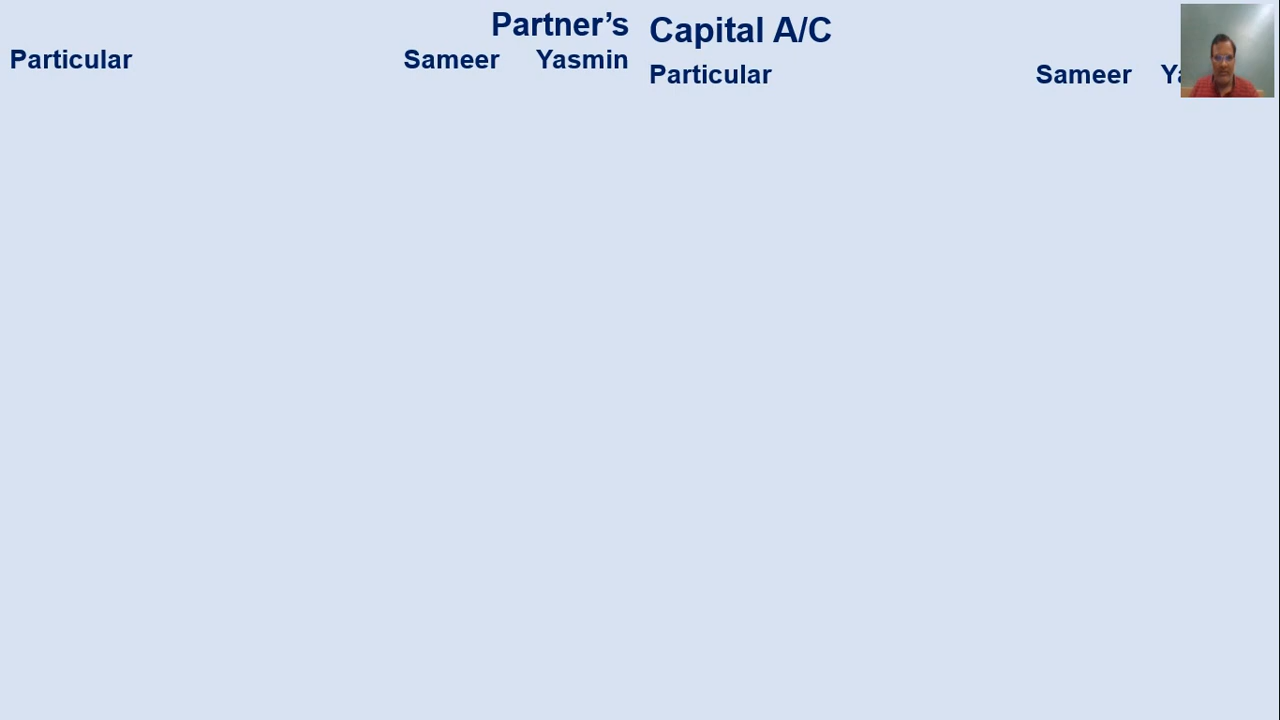 Partner’s Capital A/C
Particular Sameer Yasmin
Particular Sameer